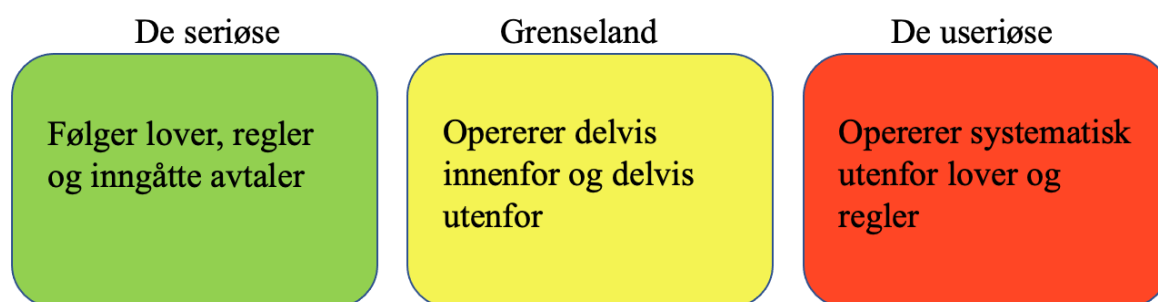 De seriøse
Grenseland
De useriøse
Følger lover, regler
og inngåtte avtaler
Opererer delvis
innenfor og delvis
utenfor
Opererer systematisk
utenfor lover og
regler